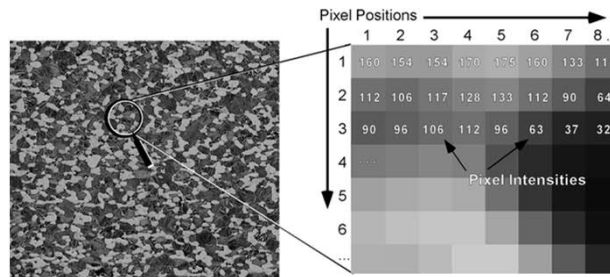 Pixel Positions
1 2 3 4 5 6 7 8 .
1 160 154 154 170 175 160 133 11
2 112 106 117 128 133 112 90 64
3 90 96 106 112 96 63 37 32
4 ....
Pixel Intensities
5
6
...